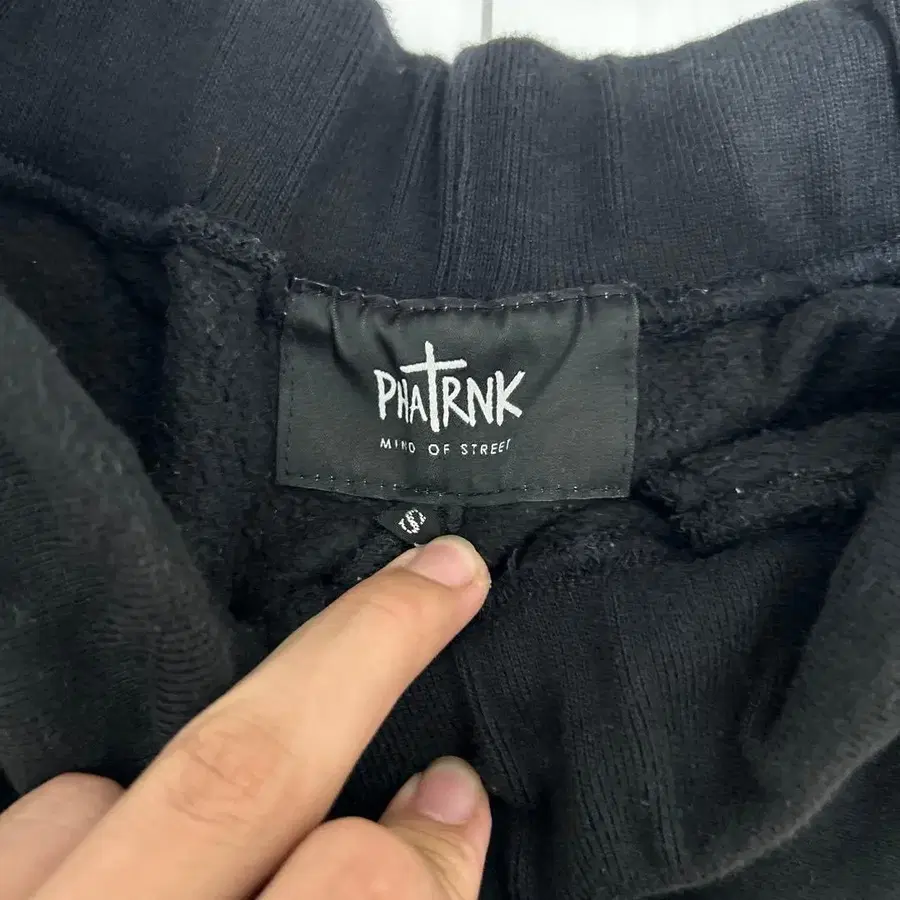 PHATRNK
MIND OF STREET
S